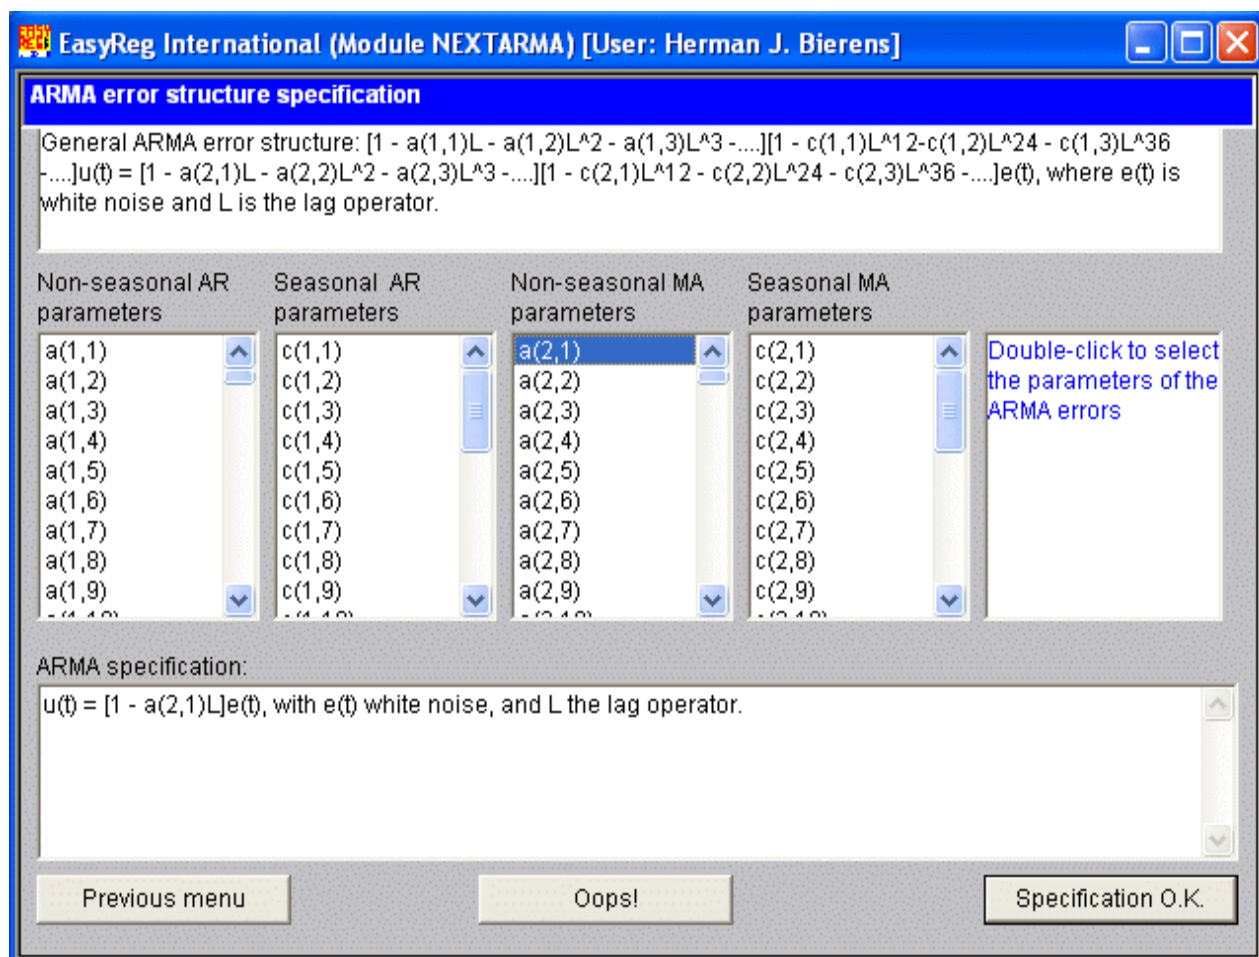 EasyReg International (Module NEXTARMA) [User: Herman J. Bierens]
ARMA error structure specification
General ARMA error structure: [1 - a(1,1)L - a(1,2)L^2 - a(1,3)L^3 -....][1 - c(1,1)L^12-c(1,2)L^24 - c(1,3)L^36
-....]u(t) = [1 - a(2,1)L - a(2,2)L^2 - a(2,3)L^3 -....][1 - c(2,1)L^12 - c(2,2)L^24 - c(2,3)L^36 -....]e(t), where e(t) is
white noise and L is the lag operator.
Non-seasonal AR
parameters
a(1,1)
a(1,2)
a(1,3)
a(1,4)
a(1,5)
a(1,6)
a(1,7)
a(1,8)
a(1,9)
Seasonal AR
parameters
c(1,1)
c(1,2)
c(1,3)
c(1,4)
c(1,5)
c(1,6)
c(1,7)
c(1,8)
c(1,9)
Non-seasonal MA
parameters
a(2,1)
a(2,2)
a(2,3)
a(2,4)
a(2,5)
a(2,6)
a(2,7)
a(2,8)
a(2,9)
Seasonal MA
parameters
c(2,1)
c(2,2)
c(2,3)
c(2,4)
c(2,5)
c(2,6)
c(2,7)
c(2,8)
c(2,9)
Double-click to select
the parameters of the
ARMA errors
ARMA specification:
u(t) = [1 - a(2,1)L]e(t), with e(t) white noise, and L the lag operator.
Previous menu
Oops!
Specification O.K.